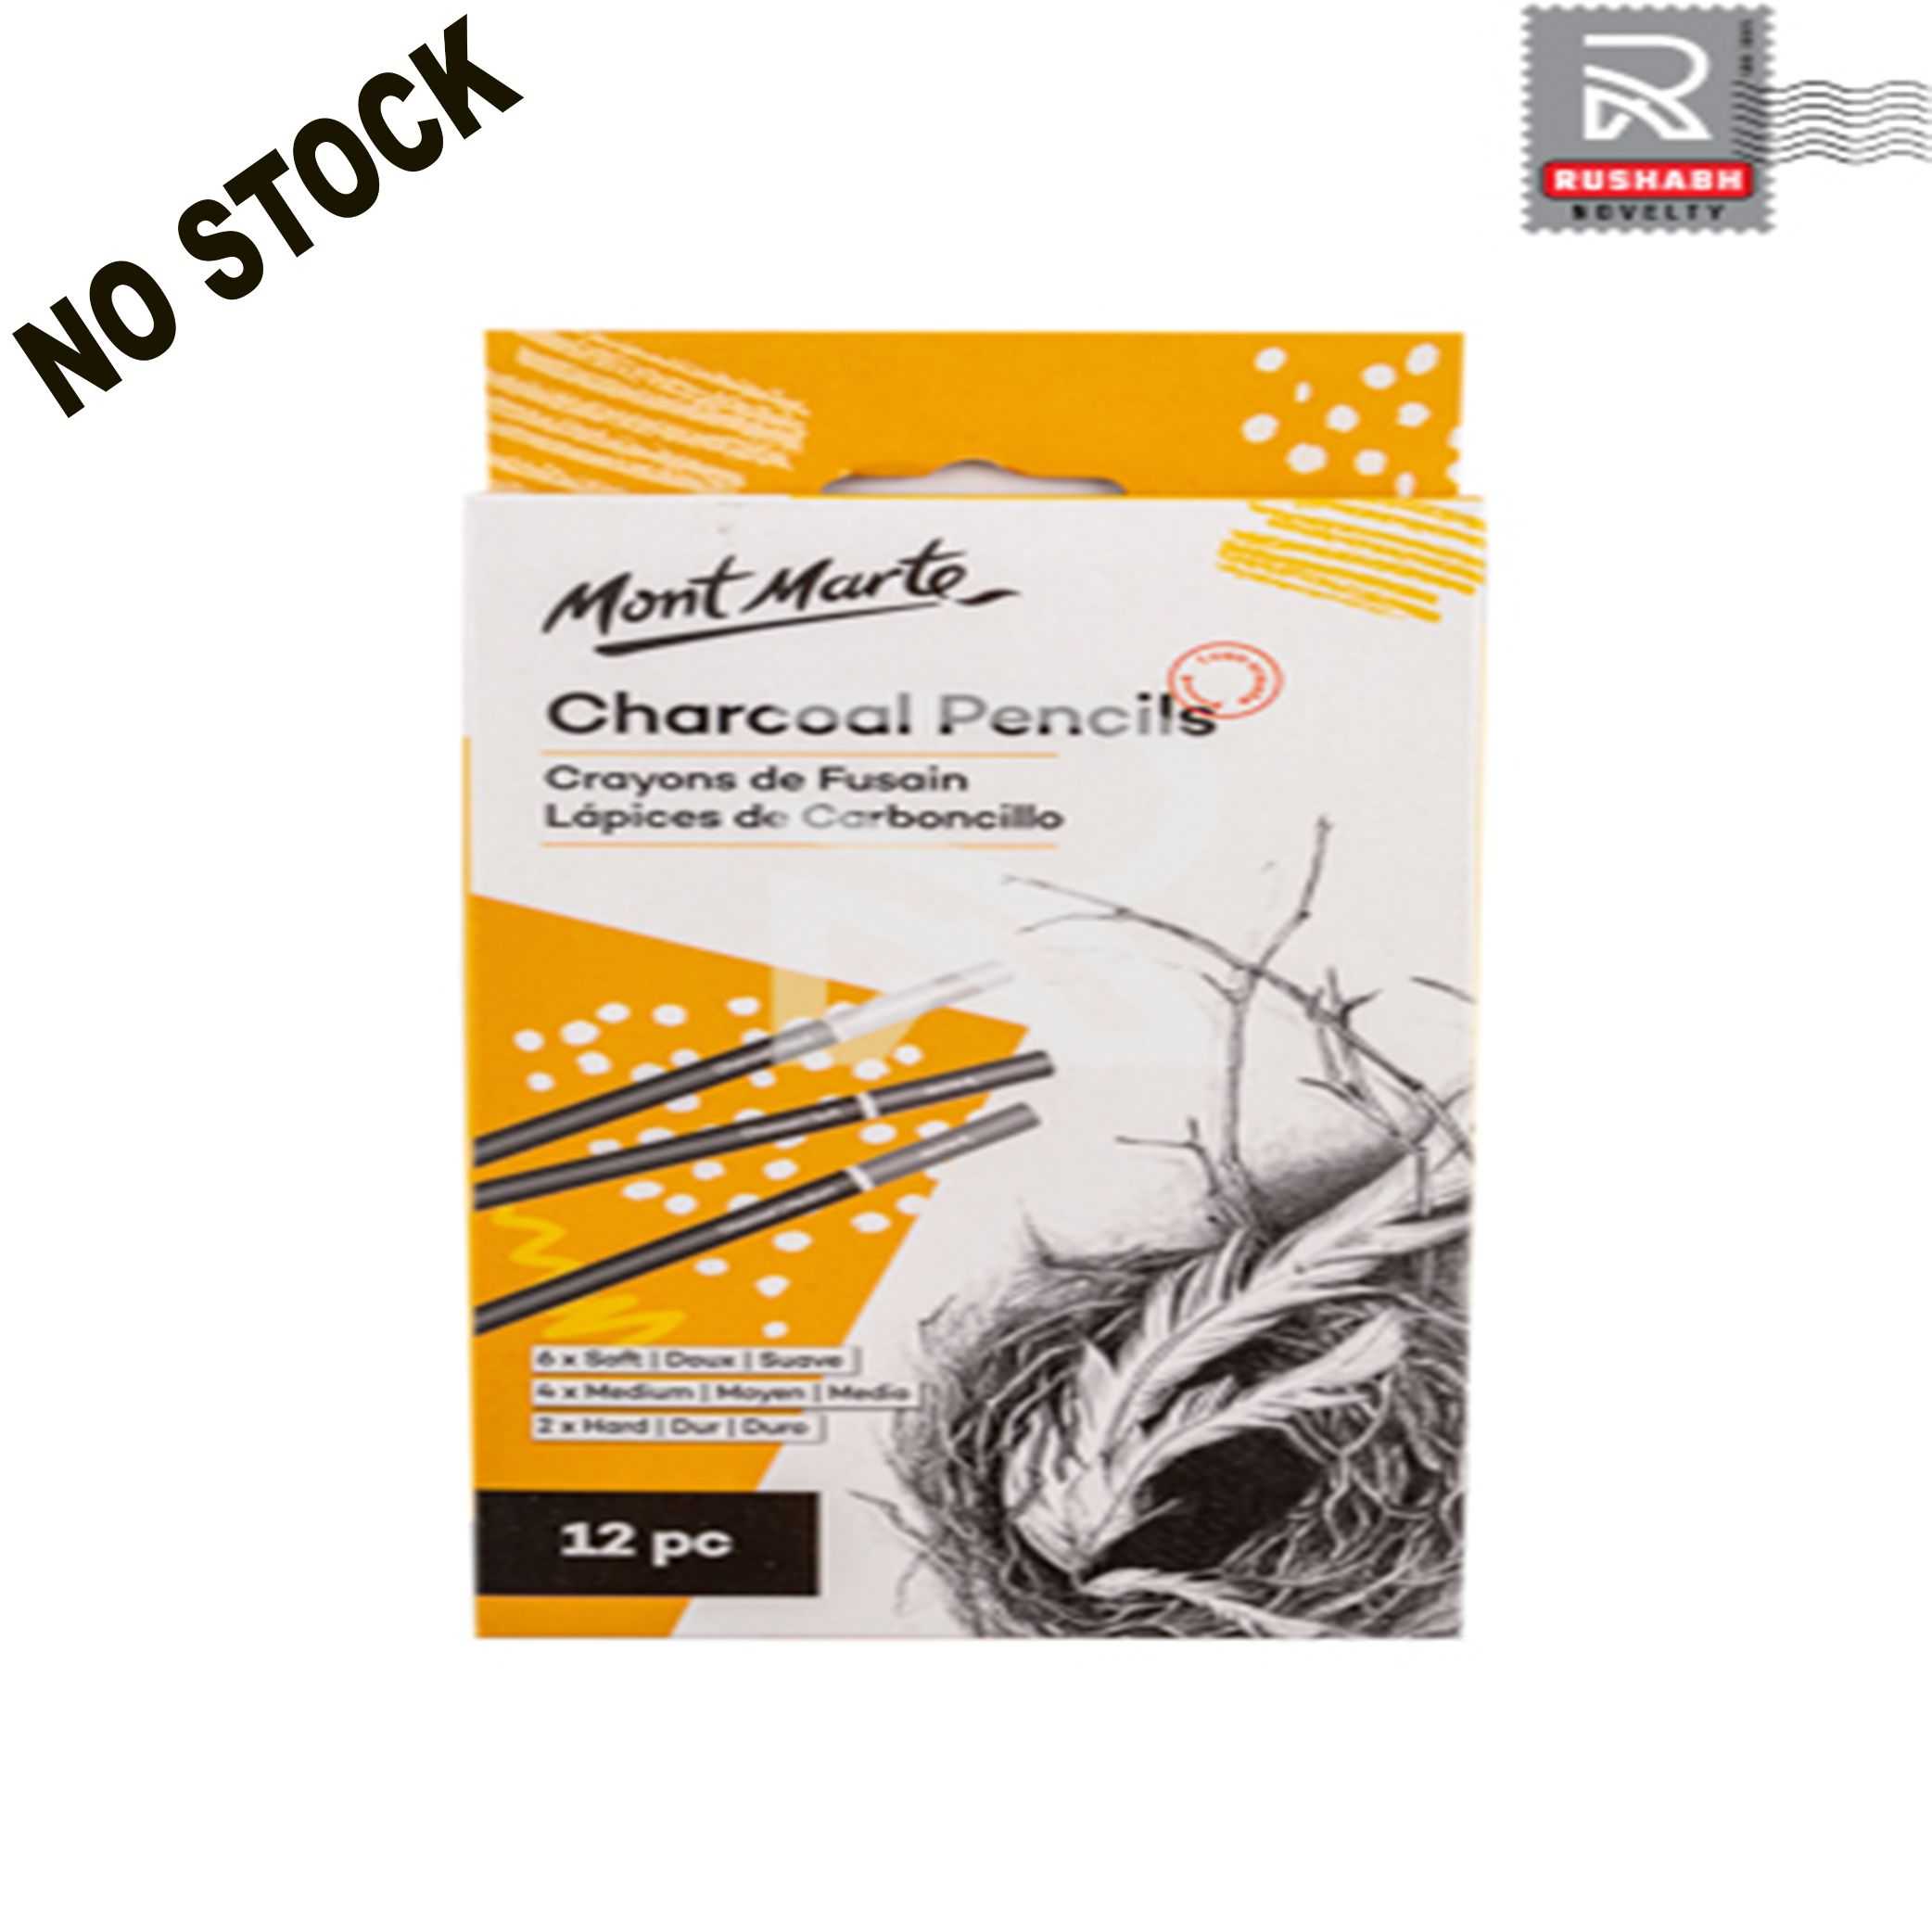 NO STOCK
RUSHABH
NOVELTY
Mont Marte
Charcoal Pencils
Crayons de Fusain
Lápices de Carboncillo
6 x Soft | Doux | Suave
4 x Medium | Moyen | Medio
2 x Hard | Dur | Duro
12 pc